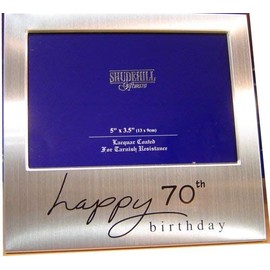 SHUDEHILL
Giftware
5" x 3.5" (13 x 9cm)
Lacquer Coated
For Tarnish Resistance
happy 70th
birthday